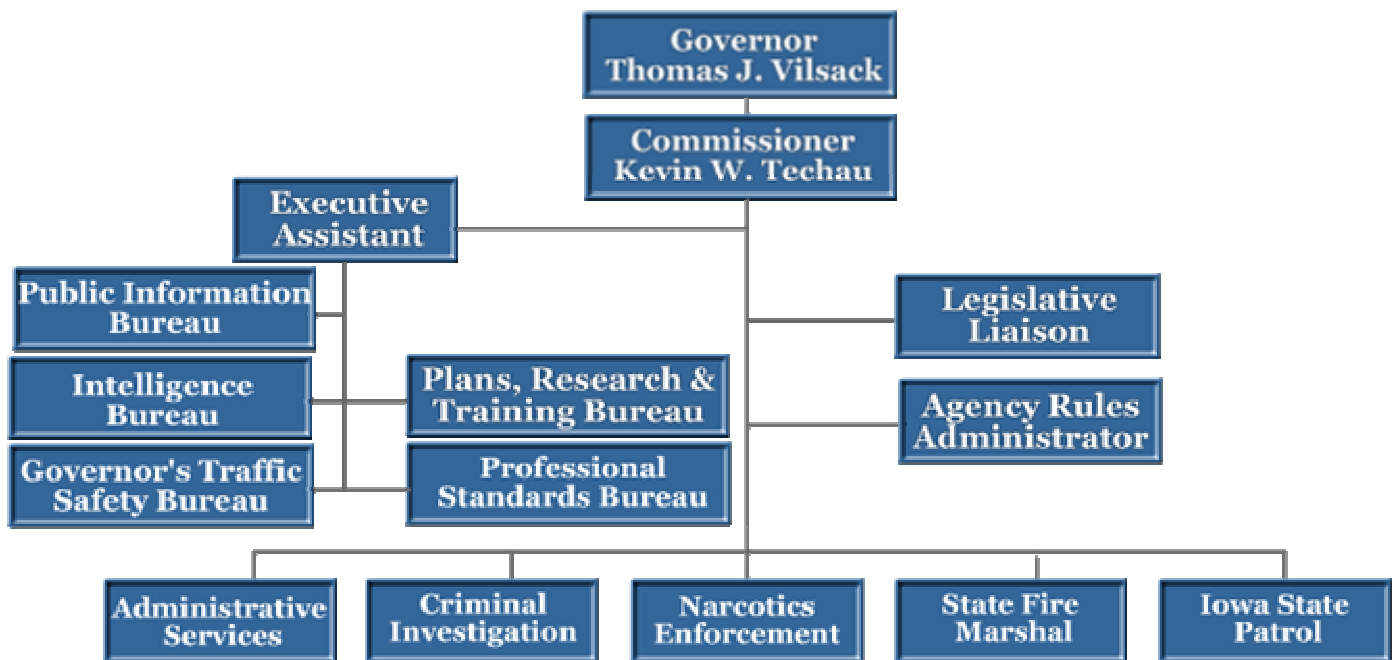 Governor
Thomas J. Vilsack
Commissioner
Kevin W. Techau
Executive
Assistant
Public Information
Bureau
Legislative
Liaison
Intelligence
Bureau
Plans, Research &
Training Bureau
Agency Rules
Administrator
Governor's Traffic
Safety Bureau
Professional
Standards Bureau
Administrative
Services
Criminal
Investigation
Narcotics
Enforcement
State Fire
Marshal
Iowa State
Patrol